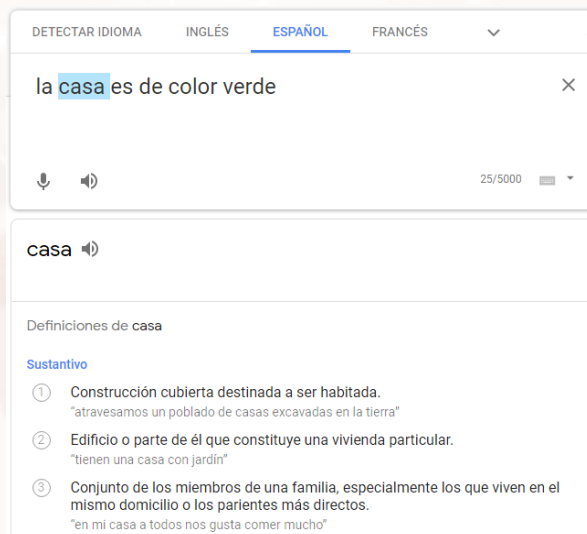 DETECTAR IDIOMA INGLÉS ESPAÑOL FRANCÉS
la casa es de color verde
25/5000
casa
Definiciones de casa
Sustantivo
1 Construcción cubierta destinada a ser habitada.
"atravesamos un poblado de casas excavadas en la tierra"
2 Edificio o parte de él que constituye una vivienda particular.
"tienen una casa con jardín"
3 Conjunto de los miembros de una familia, especialmente los que viven en el
mismo domicilio o los parientes más directos.
"en mi casa a todos nos gusta comer mucho"